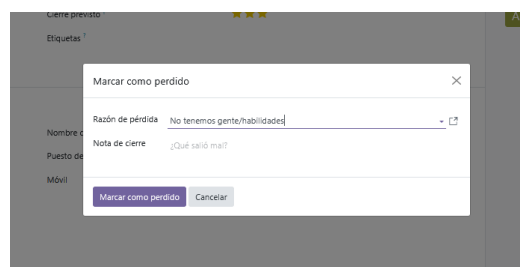 Cierre previsto ?
Etiquetas ?
Marcar como perdido
Razón de pérdida
No tenemos gente/habilidades
Nota de cierre
¿Qué salió mal?
Nombre
Puesto de
Móvil
Marcar como perdido
Cancelar
A